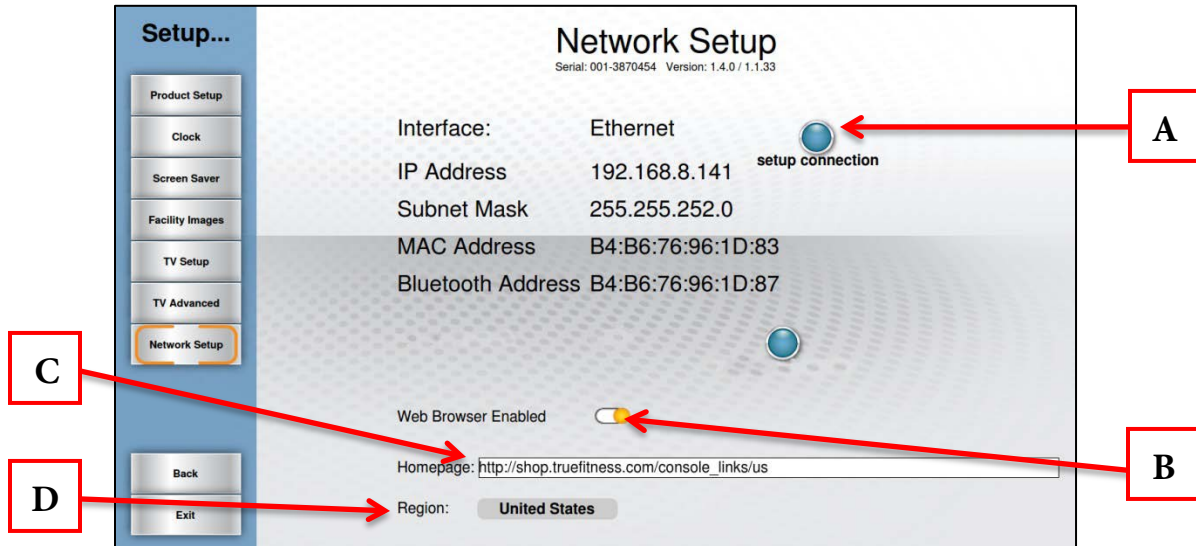 Setup...
Product Setup
Clock
Screen Saver
Facility Images
TV Setup
TV Advanced
Network Setup
Back
Exit
Network Setup
Serial: 001-3870454 Version: 1.4.0 / 1.1.33
Interface: Ethernet
setup connection
IP Address 192.168.8.141
Subnet Mask 255.255.252.0
MAC Address B4:B6:76:96:1D:83
Bluetooth Address B4:B6:76:96:1D:87
Web Browser Enabled
Homepage: http://shop.truefitness.com/console_links/us
Region: United States
A
B
C
D